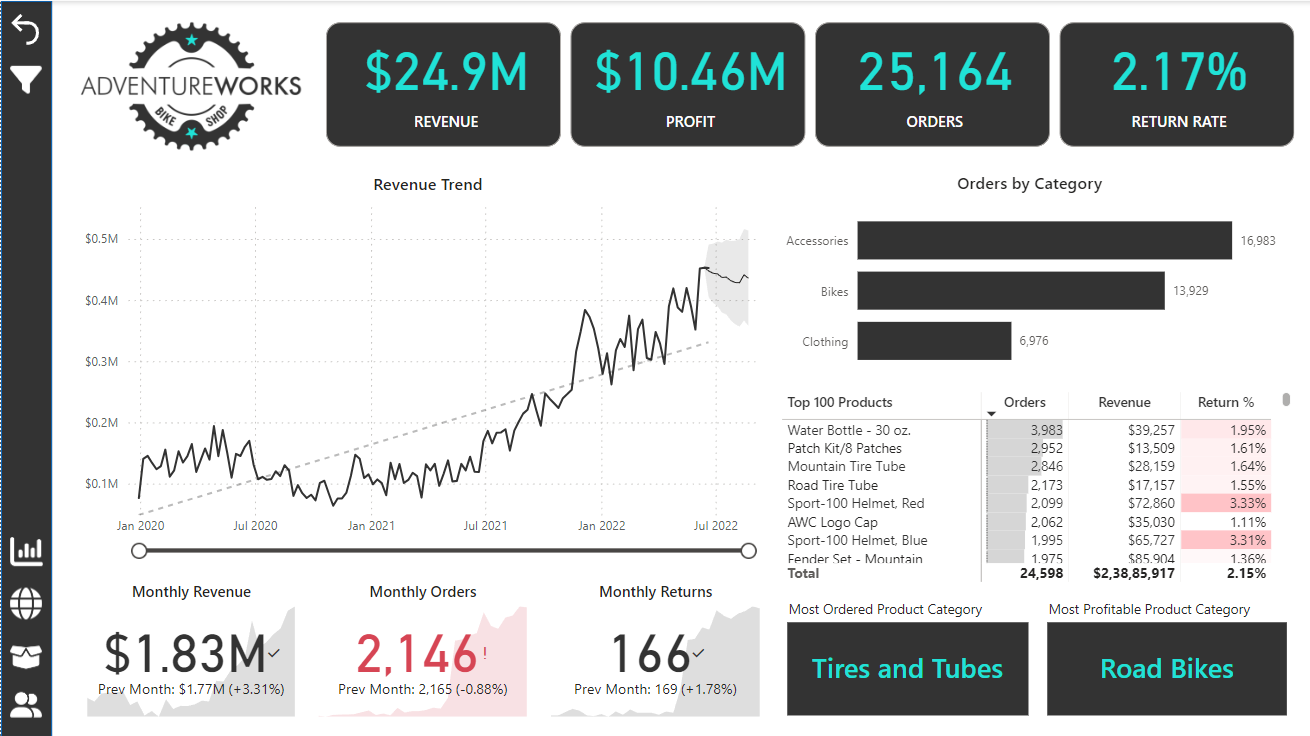 ADVENTUREWORKS
BIKE SHOP
$24.9M
REVENUE
$10.46M
PROFIT
25,164
ORDERS
2.17%
RETURN RATE
Revenue Trend
$0.5M
$0.4M
$0.3M
$0.2M
$0.1M
Jan 2020 Jul 2020 Jan 2021 Jul 2021 Jan 2022 Jul 2022
Orders by Category
Accessories 16,983
Bikes 13,929
Clothing 6,976
Top 100 Products Orders Revenue Return %
Water Bottle - 30 oz. 3,983 $39,257 1.95%
Patch Kit/8 Patches 2,952 $13,509 1.61%
Mountain Tire Tube 2,846 $28,159 1.64%
Road Tire Tube 2,173 $17,157 1.55%
Sport-100 Helmet, Red 2,099 $72,860 3.33%
AWC Logo Cap 2,062 $35,030 1.11%
Sport-100 Helmet, Blue 1,995 $65,727 3.31%
Fender Set - Mountain 1,975 $85,904 1.36%
Total 24,598 $2,38,85,917 2.15%
Monthly Revenue
$1.83M
Prev Month: $1.77M (+3.31%)
Monthly Orders
2,146!
Prev Month: 2,165 (-0.88%)
Monthly Returns
166
Prev Month: 169 (+1.78%)
Most Ordered Product Category
Tires and Tubes
Most Profitable Product Category
Road Bikes